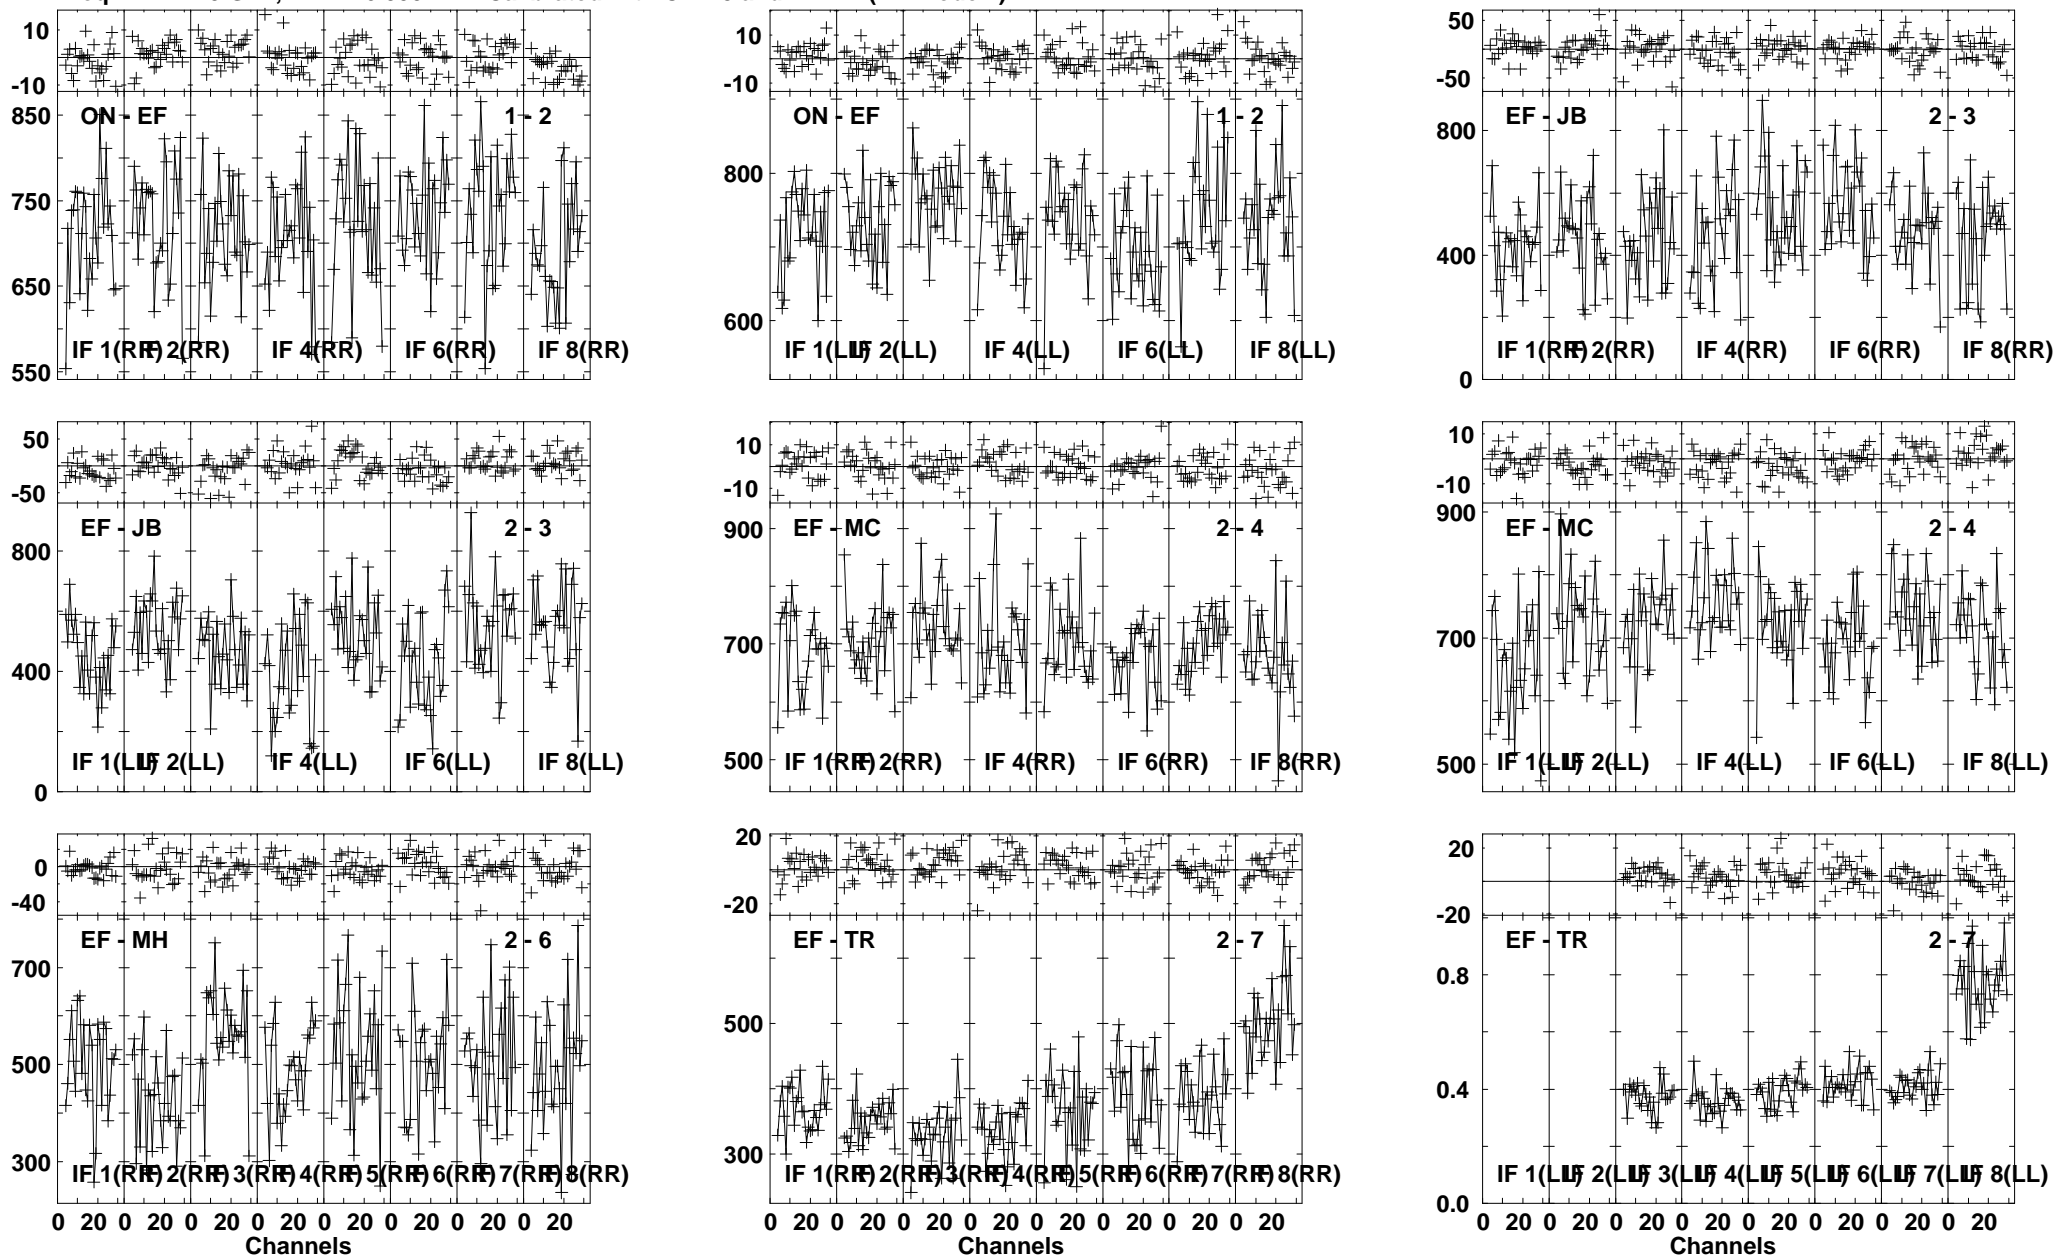 10
-10
850
750
650
550
ON - EF
1 - 2
IF 1(RR) IF 2(RR) IF 4(RR) IF 6(RR) IF 8(RR)
10
-10
800
600
ON - EF
1 - 2
IF 1(LL) IF 2(LL) IF 4(LL) IF 6(LL) IF 8(LL)
50
-50
800
400
0
EF - JB
2 - 3
IF 1(RR) IF 2(RR) IF 4(RR) IF 6(RR) IF 8(RR)
50
-50
800
400
0
EF - JB
2 - 3
IF 1(LL) IF 2(LL) IF 4(LL) IF 6(LL) IF 8(LL)
10
-10
900
700
500
EF - MC
2 - 4
IF 1(RR) IF 2(RR) IF 4(RR) IF 6(RR) IF 8(RR)
10
-10
900
700
500
EF - MC
2 - 4
IF 1(LL) IF 2(LL) IF 4(LL) IF 6(LL) IF 8(LL)
0
-40
700
500
300
EF - MH
2 - 6
IF 1(RR) IF 2(RR) IF 3(RR) IF 4(RR) IF 5(RR) IF 6(RR) IF 7(RR) IF 8(RR)
0 20 0 20 0 20 0 20 0 20 0 20 0 20 0 20
Channels
20
-20
500
300
EF - TR
2 - 7
IF 1(RR) IF 2(RR) IF 3(RR) IF 4(RR) IF 5(RR) IF 6(RR) IF 7(RR) IF 8(RR)
0 20 0 20 0 20 0 20 0 20 0 20 0 20 0 20
Channels
20
-20
0.8
0.4
0.0
EF - TR
2 - 7
IF 1(LL) IF 2(LL) IF 3(LL) IF 4(LL) IF 5(LL) IF 6(LL) IF 7(LL) IF 8(LL)
0 20 0 20 0 20 0 20 0 20 0 20 0 20 0 20
Channels